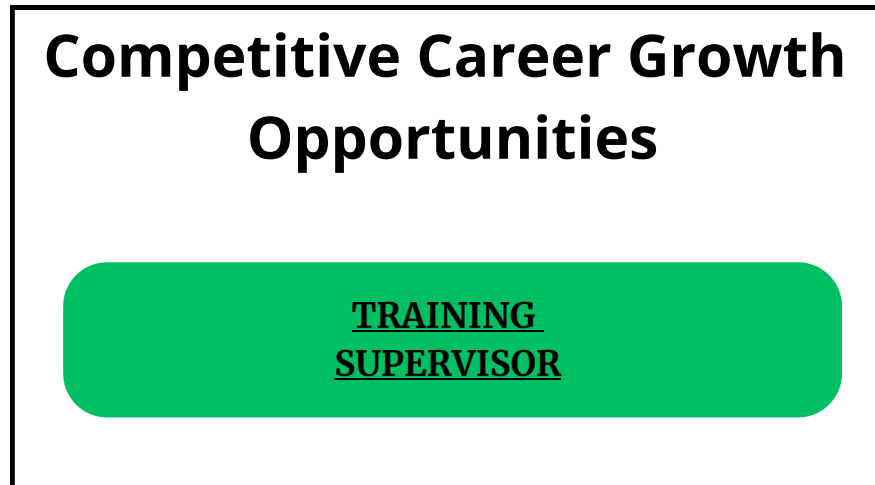 Competitive Career Growth
Opportunities
TRAINING
SUPERVISOR